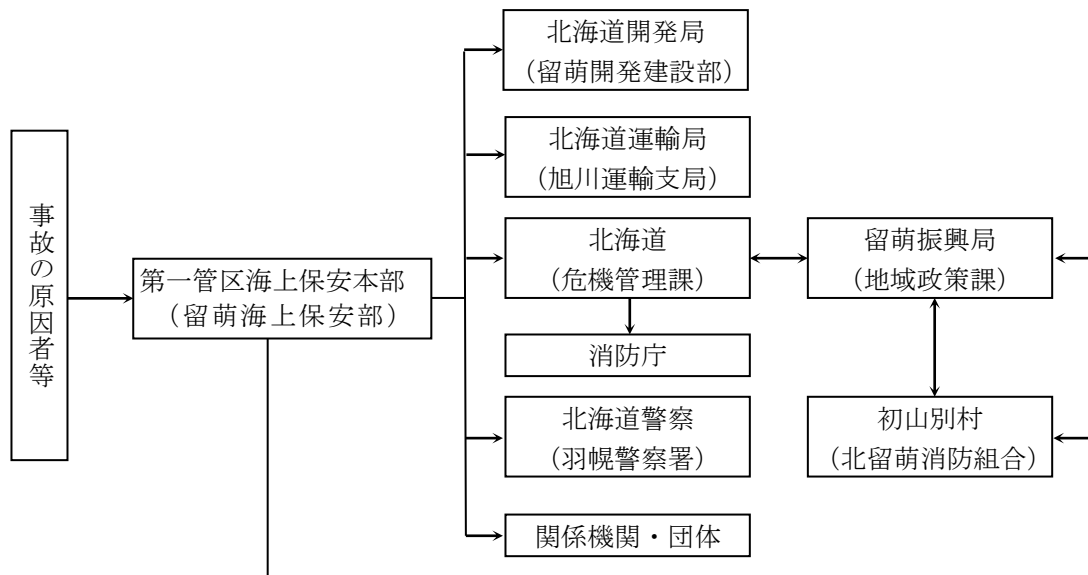 事故の原因者等
第一管区海上保安本部
（留萌海上保安部）
北海道開発局
（留萌開発建設部）
北海道運輸局
（旭川運輸支局）
北海道
（危機管理課）
消防庁
北海道警察
（羽幌警察署）
関係機関・団体
留萌振興局
（地域政策課）
初山別村
（北留萌消防組合）